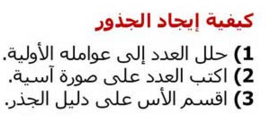 كيفية إيجاد الجذور
1) حلل العدد إلى عوامله الأولية.
2) اكتب العدد على صورة آسية.
3) اقسم الأس على دليل الجذر.